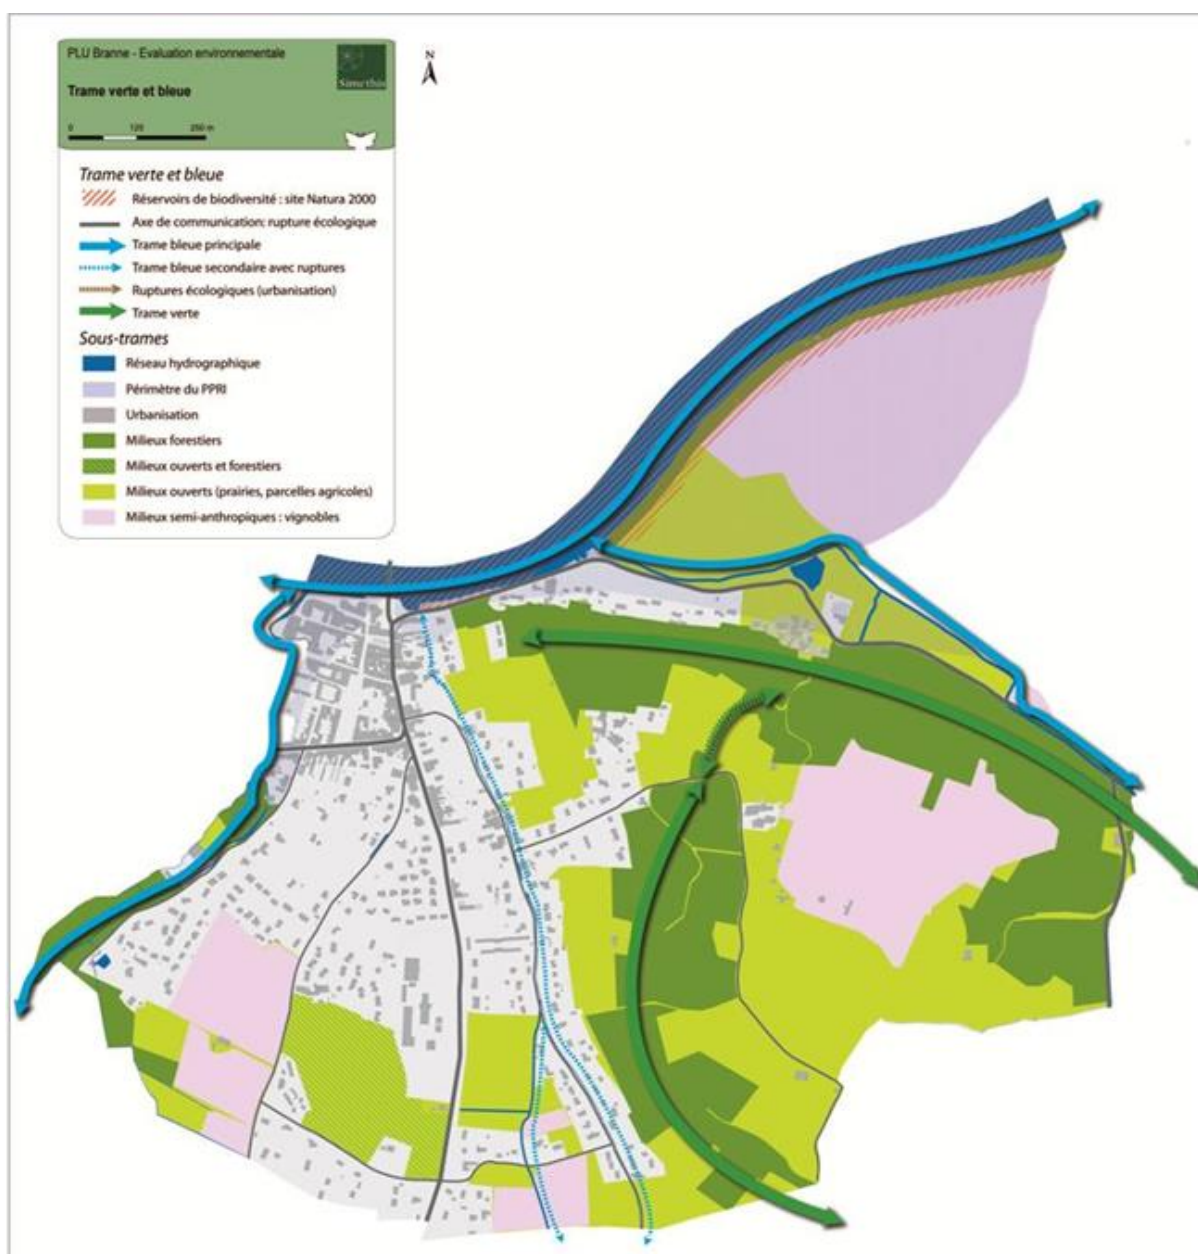 PLU Branne - Evaluation environnementale
Simethis
Trame verte et bleue
0 120 250 m
N
Trame verte et bleue
Réservoirs de biodiversité : site Natura 2000
Axe de communication: rupture écologique
Trame bleue principale
Trame bleue secondaire avec ruptures
Ruptures écologiques (urbanisation)
Trame verte
Sous-trames
Réseau hydrographique
Périmètre du PPRI
Urbanisation
Milieux forestiers
Milieux ouverts et forestiers
Milieux ouverts (prairies, parcelles agricoles)
Milieux semi-anthropiques : vignobles